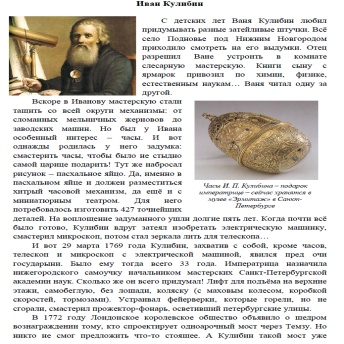 Иван Кулибин
С детских лет Ваня Кулибин любил
придумывать разные затейливые штучки. Всё
село Подновье под Нижним Новгородом
приходило смотреть на его выдумки. Отец
разрешил Ване устроить в комнате
слесарную мастерскую. Книги сыну с
ярмарок привозил по химии, физике,
естественным наукам… Ваня читал одну за
другой.
Вскоре в Иванову мастерскую стали
тащить со всей округи механизмы: от
сломанных мельничных жерновов до
заводских машин. Но был у Ивана
особенный интерес – часы. И вот
однажды родилась у него задумка:
смастерить часы, чтобы было не стыдно
самой царице подарить! Тут же набросал
рисунок – пасхальное яйцо. Да, именно в
пасхальном яйце и должен разместиться
хитрый часовой механизм, да ещё и с
миниатюрным театром. Для него
потребовалось изготовить 427 точнейших
Часы И. П. Кулибина – подарок
императрице – сейчас хранятся в
музее «Эрмитаж» в Санкт-
Петербурге
деталей. На воплощение задуманного ушли долгие пять лет. Когда почти всё
было готово, Кулибин вдруг затеял изобретать электрическую машинку,
смастерил микроскоп, потом стал зеркала лить для телескопа…
И вот 29 марта 1769 года Кулибин, захватив с собой, кроме часов,
телескоп и микроскоп с электрической машиной, явился пред очи
государыни. Было ему тогда всего 33 года. Императрица назначила
нижегородского самоучку начальником мастерских Санкт-Петербургской
академии наук. Сколько же он всего придумал! Лифт для подъёма на верхние
этажи, самобеглую, без лошади, коляску (с маховым колесом, коробкой
скоростей, тормозами). Устраивал фейерверки, которые горели, но не
сгорали, смастерил прожектор-фонарь, осветивший петербургские улицы.
В 1772 году Лондонское королевское общество объявило о щедром
вознаграждении тому, кто спроектирует одноарочный мост через Темзу. Но
никто не смог предложить что-то стоящее. А Кулибин такой мост уже